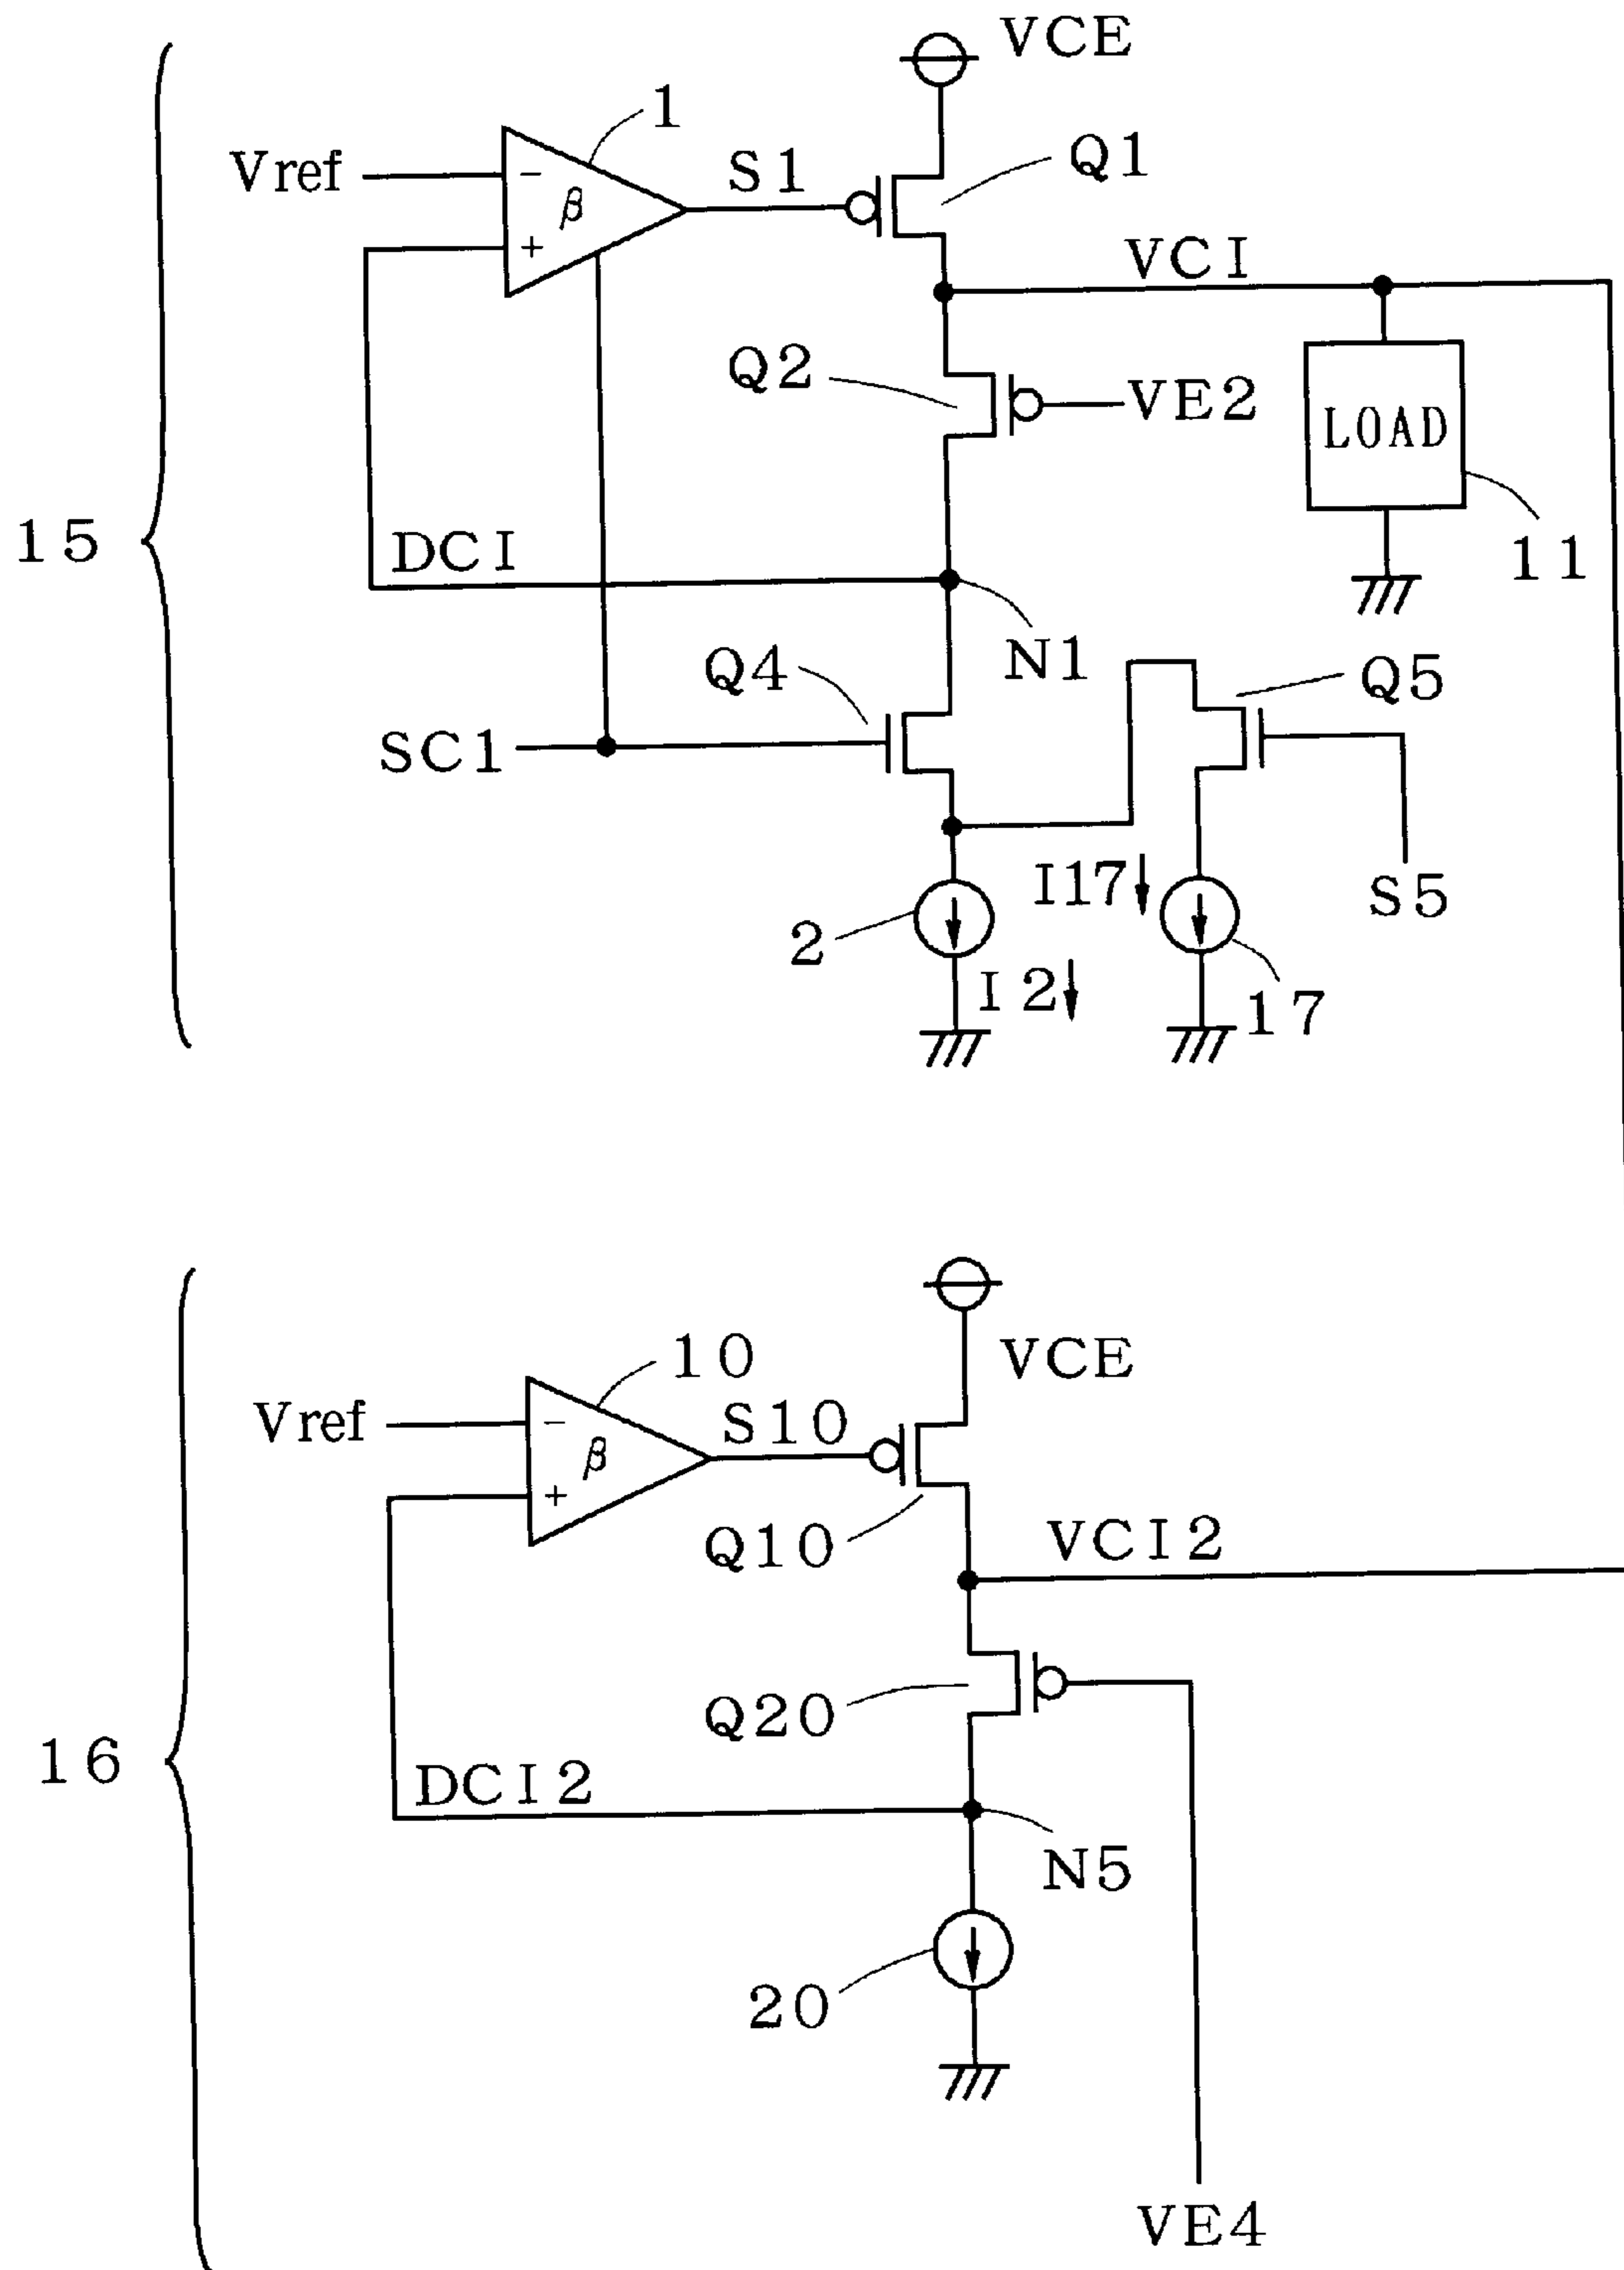 VCE
1
Vref
−
β
+
S1
Q1
VCI
Q2
VE2
LOAD
15
DCI
11
N1
Q4
Q5
SC1
I17
S5
2
I2
17
VCE
10
Vref
−
β
+
S10
Q10
VCI2
Q20
16
DCI2
N5
20
VE4